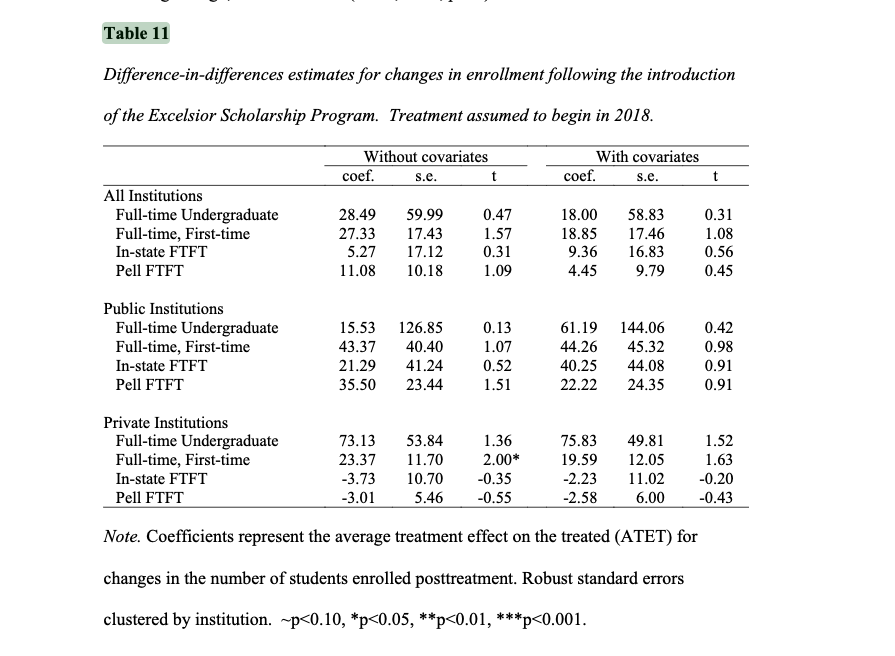 Table 11
Difference-in-differences estimates for changes in enrollment following the introduction
of the Excelsior Scholarship Program.  Treatment assumed to begin in 2018.
Without covariates With covariates
coef. s.e. t coef. s.e. t
All Institutions
Full-time Undergraduate 28.49 59.99 0.47 18.00 58.83 0.31
Full-time, First-time 27.33 17.43 1.57 18.85 17.46 1.08
In-state FTFT 5.27 17.12 0.31 9.36 16.83 0.56
Pell FTFT 11.08 10.18 1.09 4.45 9.79 0.45
Public Institutions
Full-time Undergraduate 15.53 126.85 0.13 61.19 144.06 0.42
Full-time, First-time 43.37 40.40 1.07 44.26 45.32 0.98
In-state FTFT 21.29 41.24 0.52 40.25 44.08 0.91
Pell FTFT 35.50 23.44 1.51 22.22 24.35 0.91
Private Institutions
Full-time Undergraduate 73.13 53.84 1.36 75.83 49.81 1.52
Full-time, First-time 23.37 11.70 2.00* 19.59 12.05 1.63
In-state FTFT -3.73 10.70 -0.35 -2.23 11.02 -0.20
Pell FTFT -3.01 5.46 -0.55 -2.58 6.00 -0.43
Note. Coefficients represent the average treatment effect on the treated (ATET) for
changes in the number of students enrolled posttreatment. Robust standard errors
clustered by institution.  ~p<0.10, *p<0.05, **p<0.01, ***p<0.001.